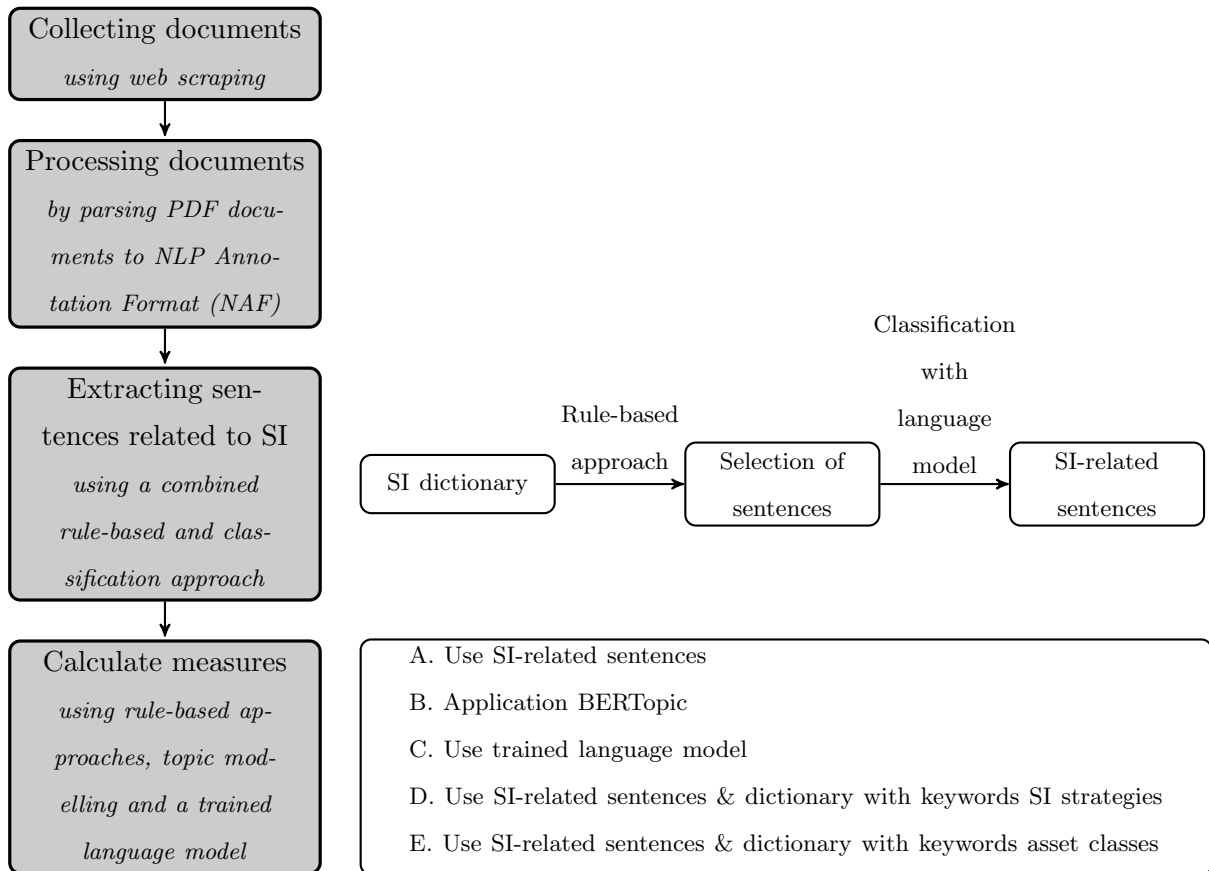 Collecting documents
using web scraping
Processing documents
by parsing PDF docu-
ments to NLP Anno-
tation Format (NAF)
Extracting sen-
tences related to SI
using a combined
rule-based and clas-
sification approach
SI dictionary
Rule-based
approach
Selection of
sentences
Classification
with
language
model
SI-related
sentences
Calculate measures
using rule-based ap-
proaches, topic mod-
elling and a trained
language model
A. Use SI-related sentences
B. Application BERTopic
C. Use trained language model
D. Use SI-related sentences & dictionary with keywords SI strategies
E. Use SI-related sentences & dictionary with keywords asset classes